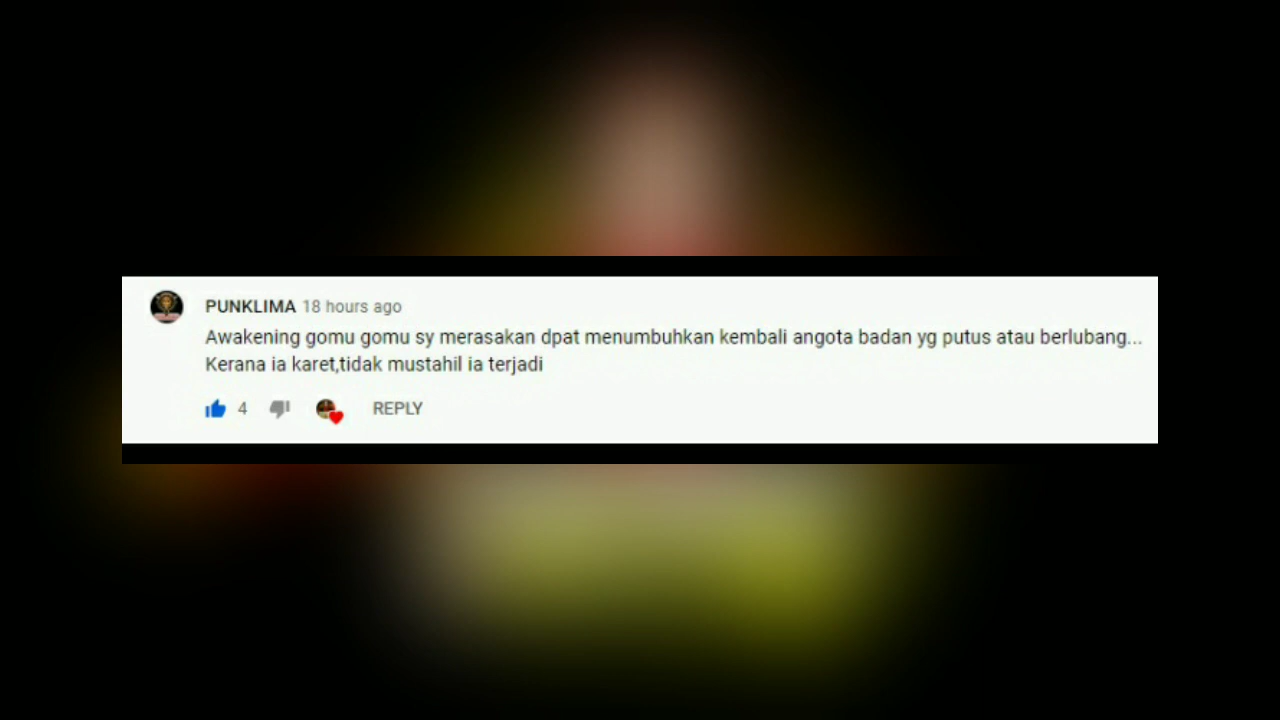 PUNKLIMA 18 hours ago
Awakening gomu gomu sy merasakan dpat menumbuhkan kembali angota badan yg putus atau berlubang...
Kerana ia karet,tidak mustahil ia terjadi
4 REPLY